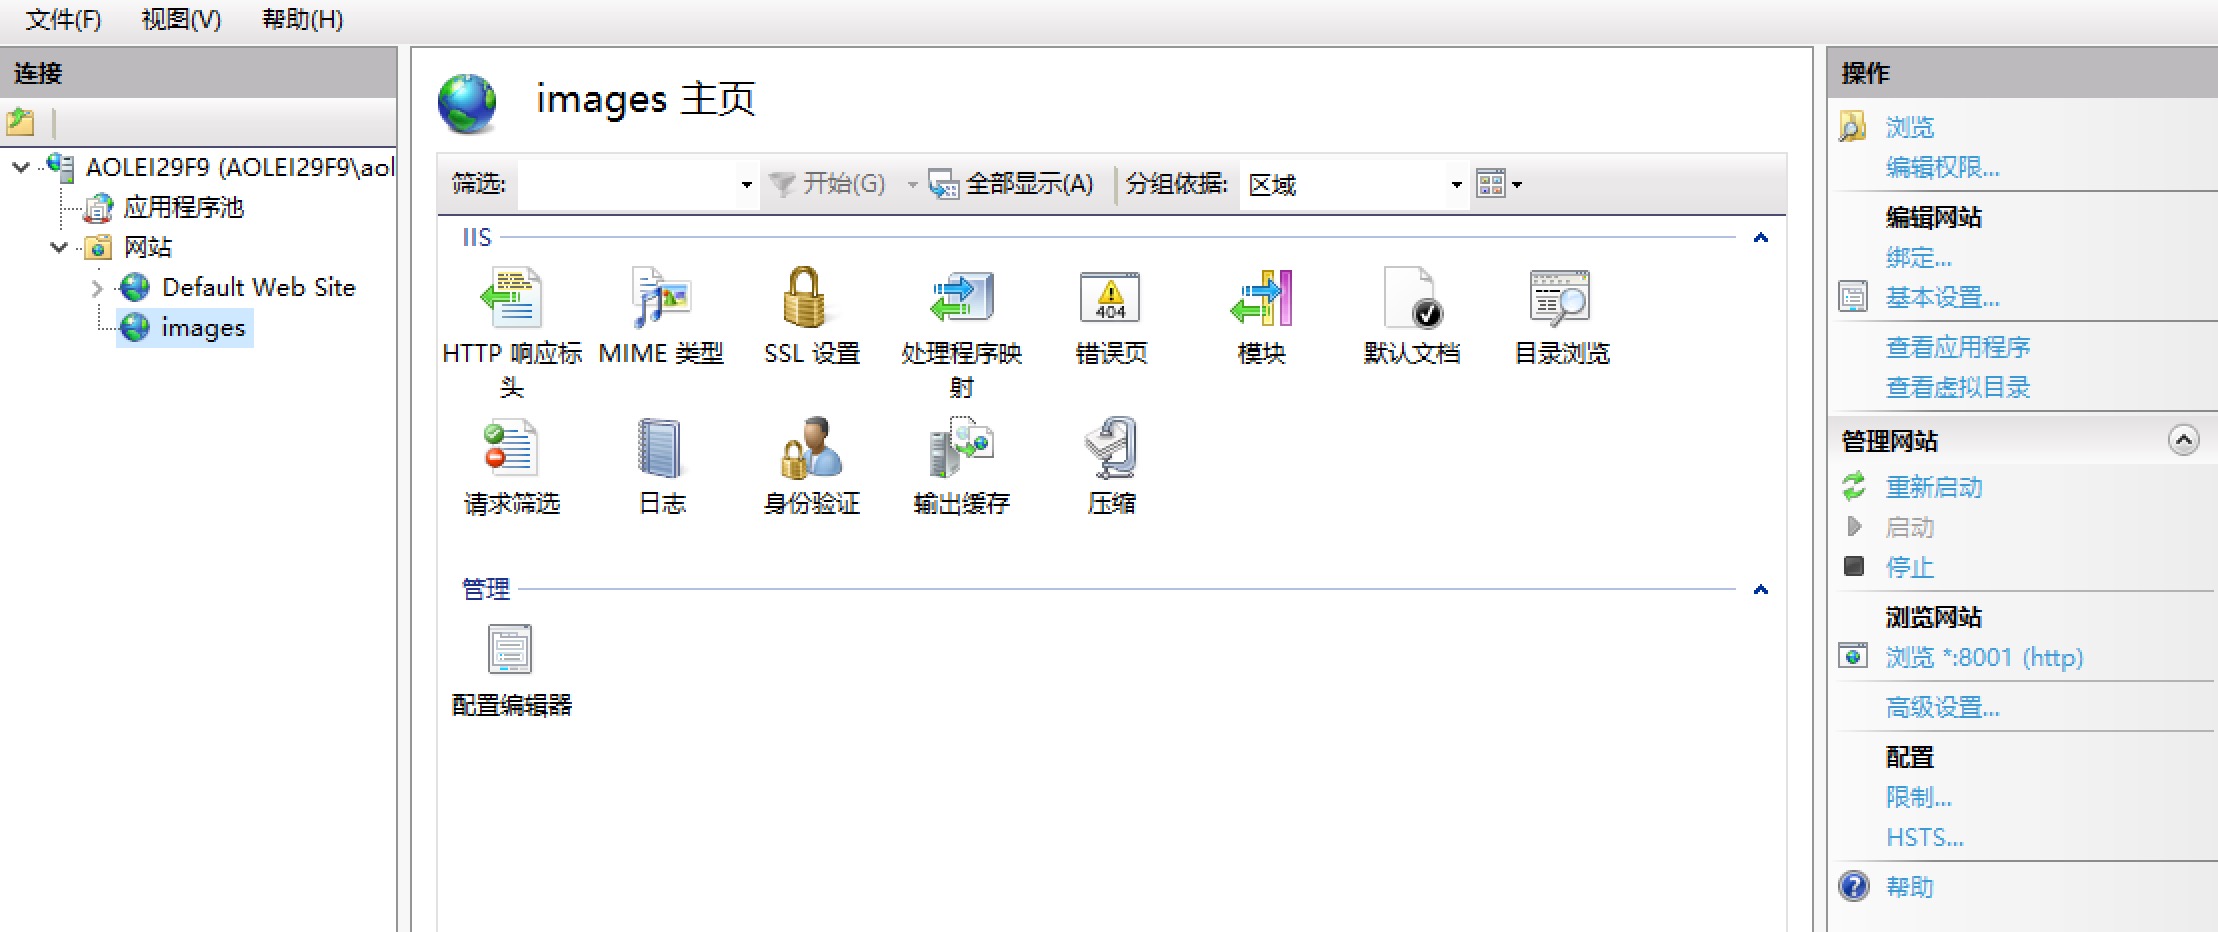 文件(F) 视图(V) 帮助(H)
连接
AOLEI29F9 (AOLEI29F9\aol
应用程序池
网站
Default Web Site
images
images 主页
筛选: 开始(G) 全部显示(A) 分组依据: 区域
IIS
HTTP 响应标头
MIME 类型
SSL 设置
处理程序映射
404
错误页
模块
默认文档
目录浏览
请求筛选
日志
身份验证
输出缓存
压缩
管理
配置编辑器
操作
浏览
编辑权限...
编辑网站
绑定...
基本设置...
查看应用程序
查看虚拟目录
管理网站
重新启动
启动
停止
浏览网站
浏览 *:8001 (http)
高级设置...
配置
限制...
HSTS...
帮助